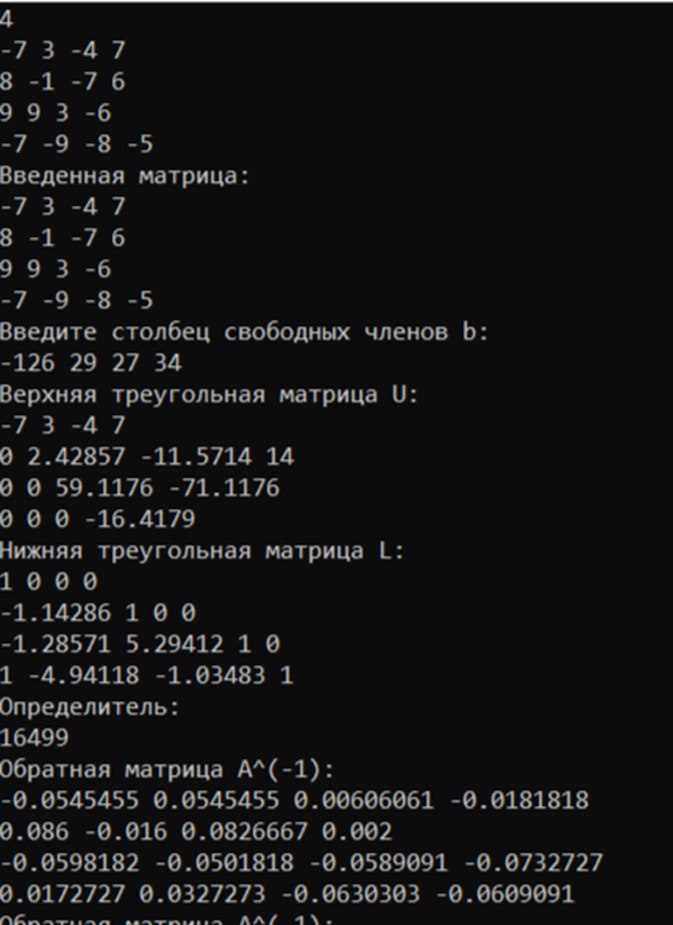 4
-7 3 -4 7
8 -1 -7 6
9 9 3 -6
-7 -9 -8 -5
Введенная матрица:
-7 3 -4 7
8 -1 -7 6
9 9 3 -6
-7 -9 -8 -5
Введите столбец свободных членов b:
-126 29 27 34
Верхняя треугольная матрица U:
-7 3 -4 7
0 2.42857 -11.5714 14
0 0 59.1176 -71.1176
0 0 0 -16.4179
Нижняя треугольная матрица L:
1 0 0 0
-1.14286 1 0 0
-1.28571 5.29412 1 0
1 -4.94118 -1.03483 1
Определитель:
16499
Обратная матрица A^(-1):
-0.0545455 0.0545455 0.00606061 -0.0181818
0.086 -0.016 0.0826667 0.002
-0.0598182 -0.0501818 -0.0589091 -0.0732727
0.0172727 0.0327273 -0.0630303 -0.0609091
Обратная матрица A^(-1):